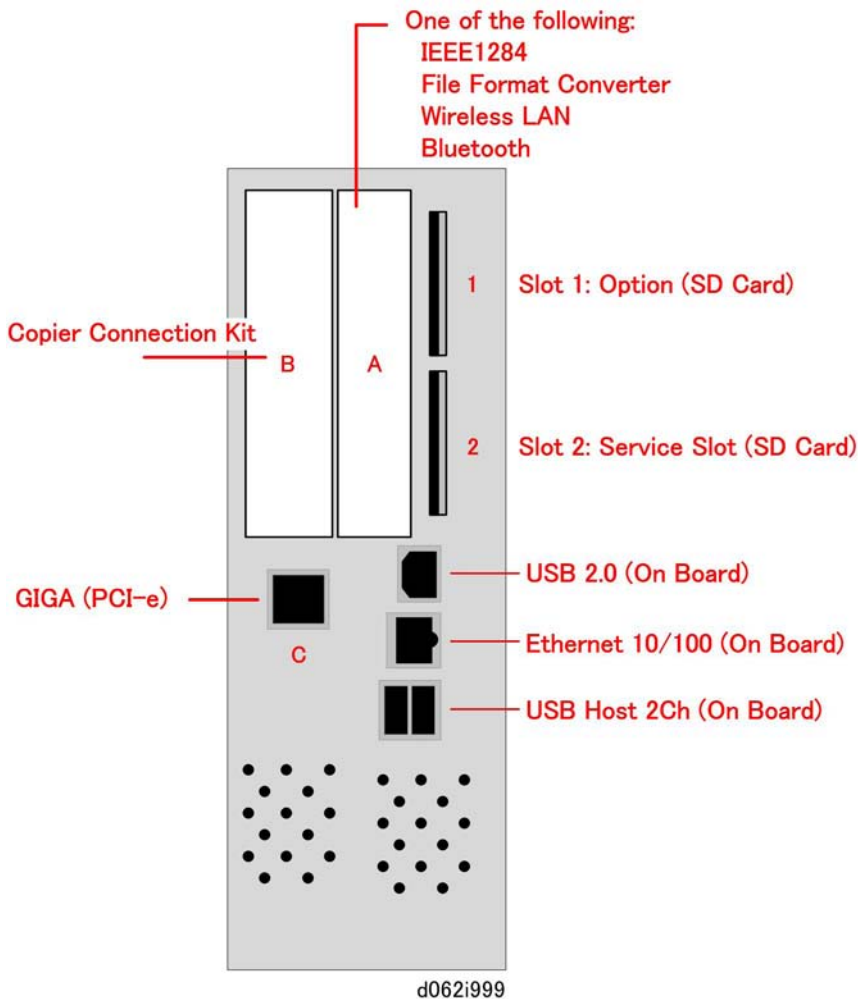 One of the following:
IEEE1284
File Format Converter
Wireless LAN
Bluetooth
1
Slot 1: Option (SD Card)
Copier Connection Kit
B
A
2
Slot 2: Service Slot (SD Card)
USB 2.0 (On Board)
GIGA (PCI-e)
C
Ethernet 10/100 (On Board)
USB Host 2Ch (On Board)
d062i999